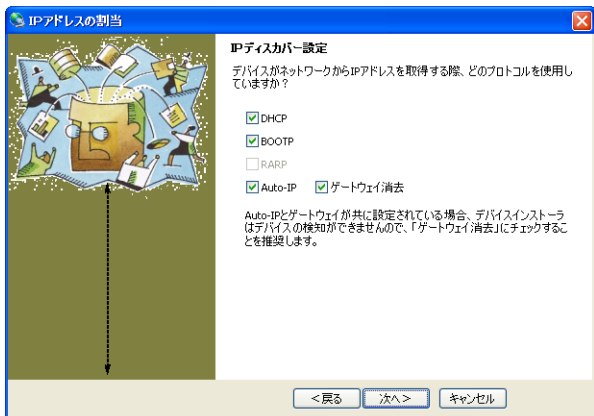 IPアドレスの割当
IPディスカバー設定
デバイスがネットワークからIPアドレスを取得する際、どのプロトコルを使用し
ていますか?
DHCP
BOOTP
RARP
Auto-IP ゲートウェイ消去
Auto-IPとゲートウェイが共に設定されている場合、デバイスインストーラ
はデバイスの検知ができませんので、「ゲートウェイ消去」にチェックするこ
とを推奨します。
<戻る 次へ> キャンセル